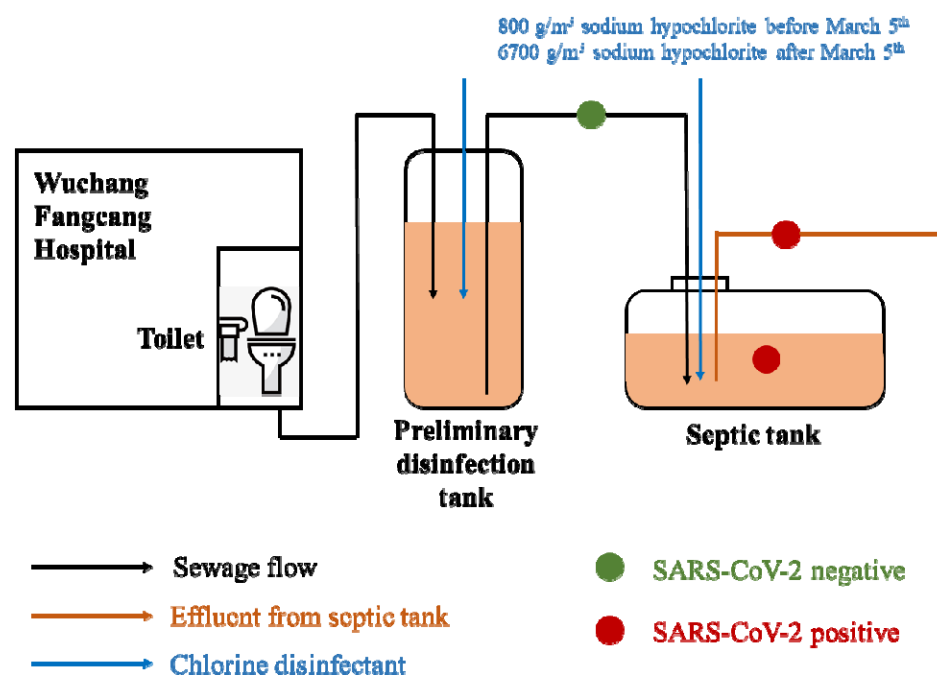 800 g/m³ sodium hypochlorite before March 5th
6700 g/m³ sodium hypochlorite after March 5th
Wuchang
Fangcang
Hospital
Toilet
Preliminary
disinfection
tank
Septic tank
Sewage flow
SARS-CoV-2 negative
Effluent from septic tank
SARS-CoV-2 positive
Chlorine disinfectant